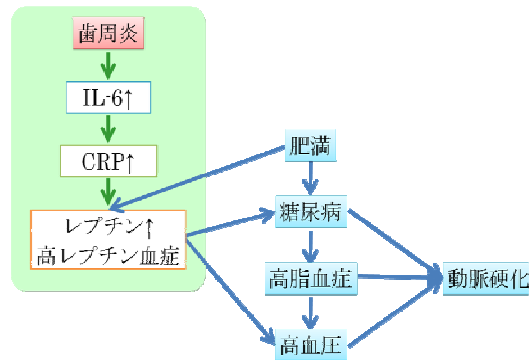 歯周炎
IL-6↑
CRP↑
レプチン↑
高レプチン血症
肥満
糖尿病
高脂血症
高血圧
動脈硬化